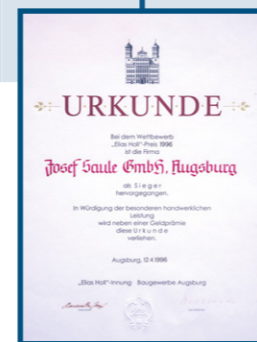 URKUNDE
Bei dem Wettbewerb
„Elias Holl"-Preis 1996
ist die Firma
Josef Saule GmbH, Augsburg
als Sieger
hervorgegangen.
In Würdigung der besonderen handwerklichen
Leistung
wird neben einer Geldprämie
diese Urkunde
verliehen.
Augsburg, 12.4.1996
„Elias Holl"-Innung Baugewerbe Augsburg